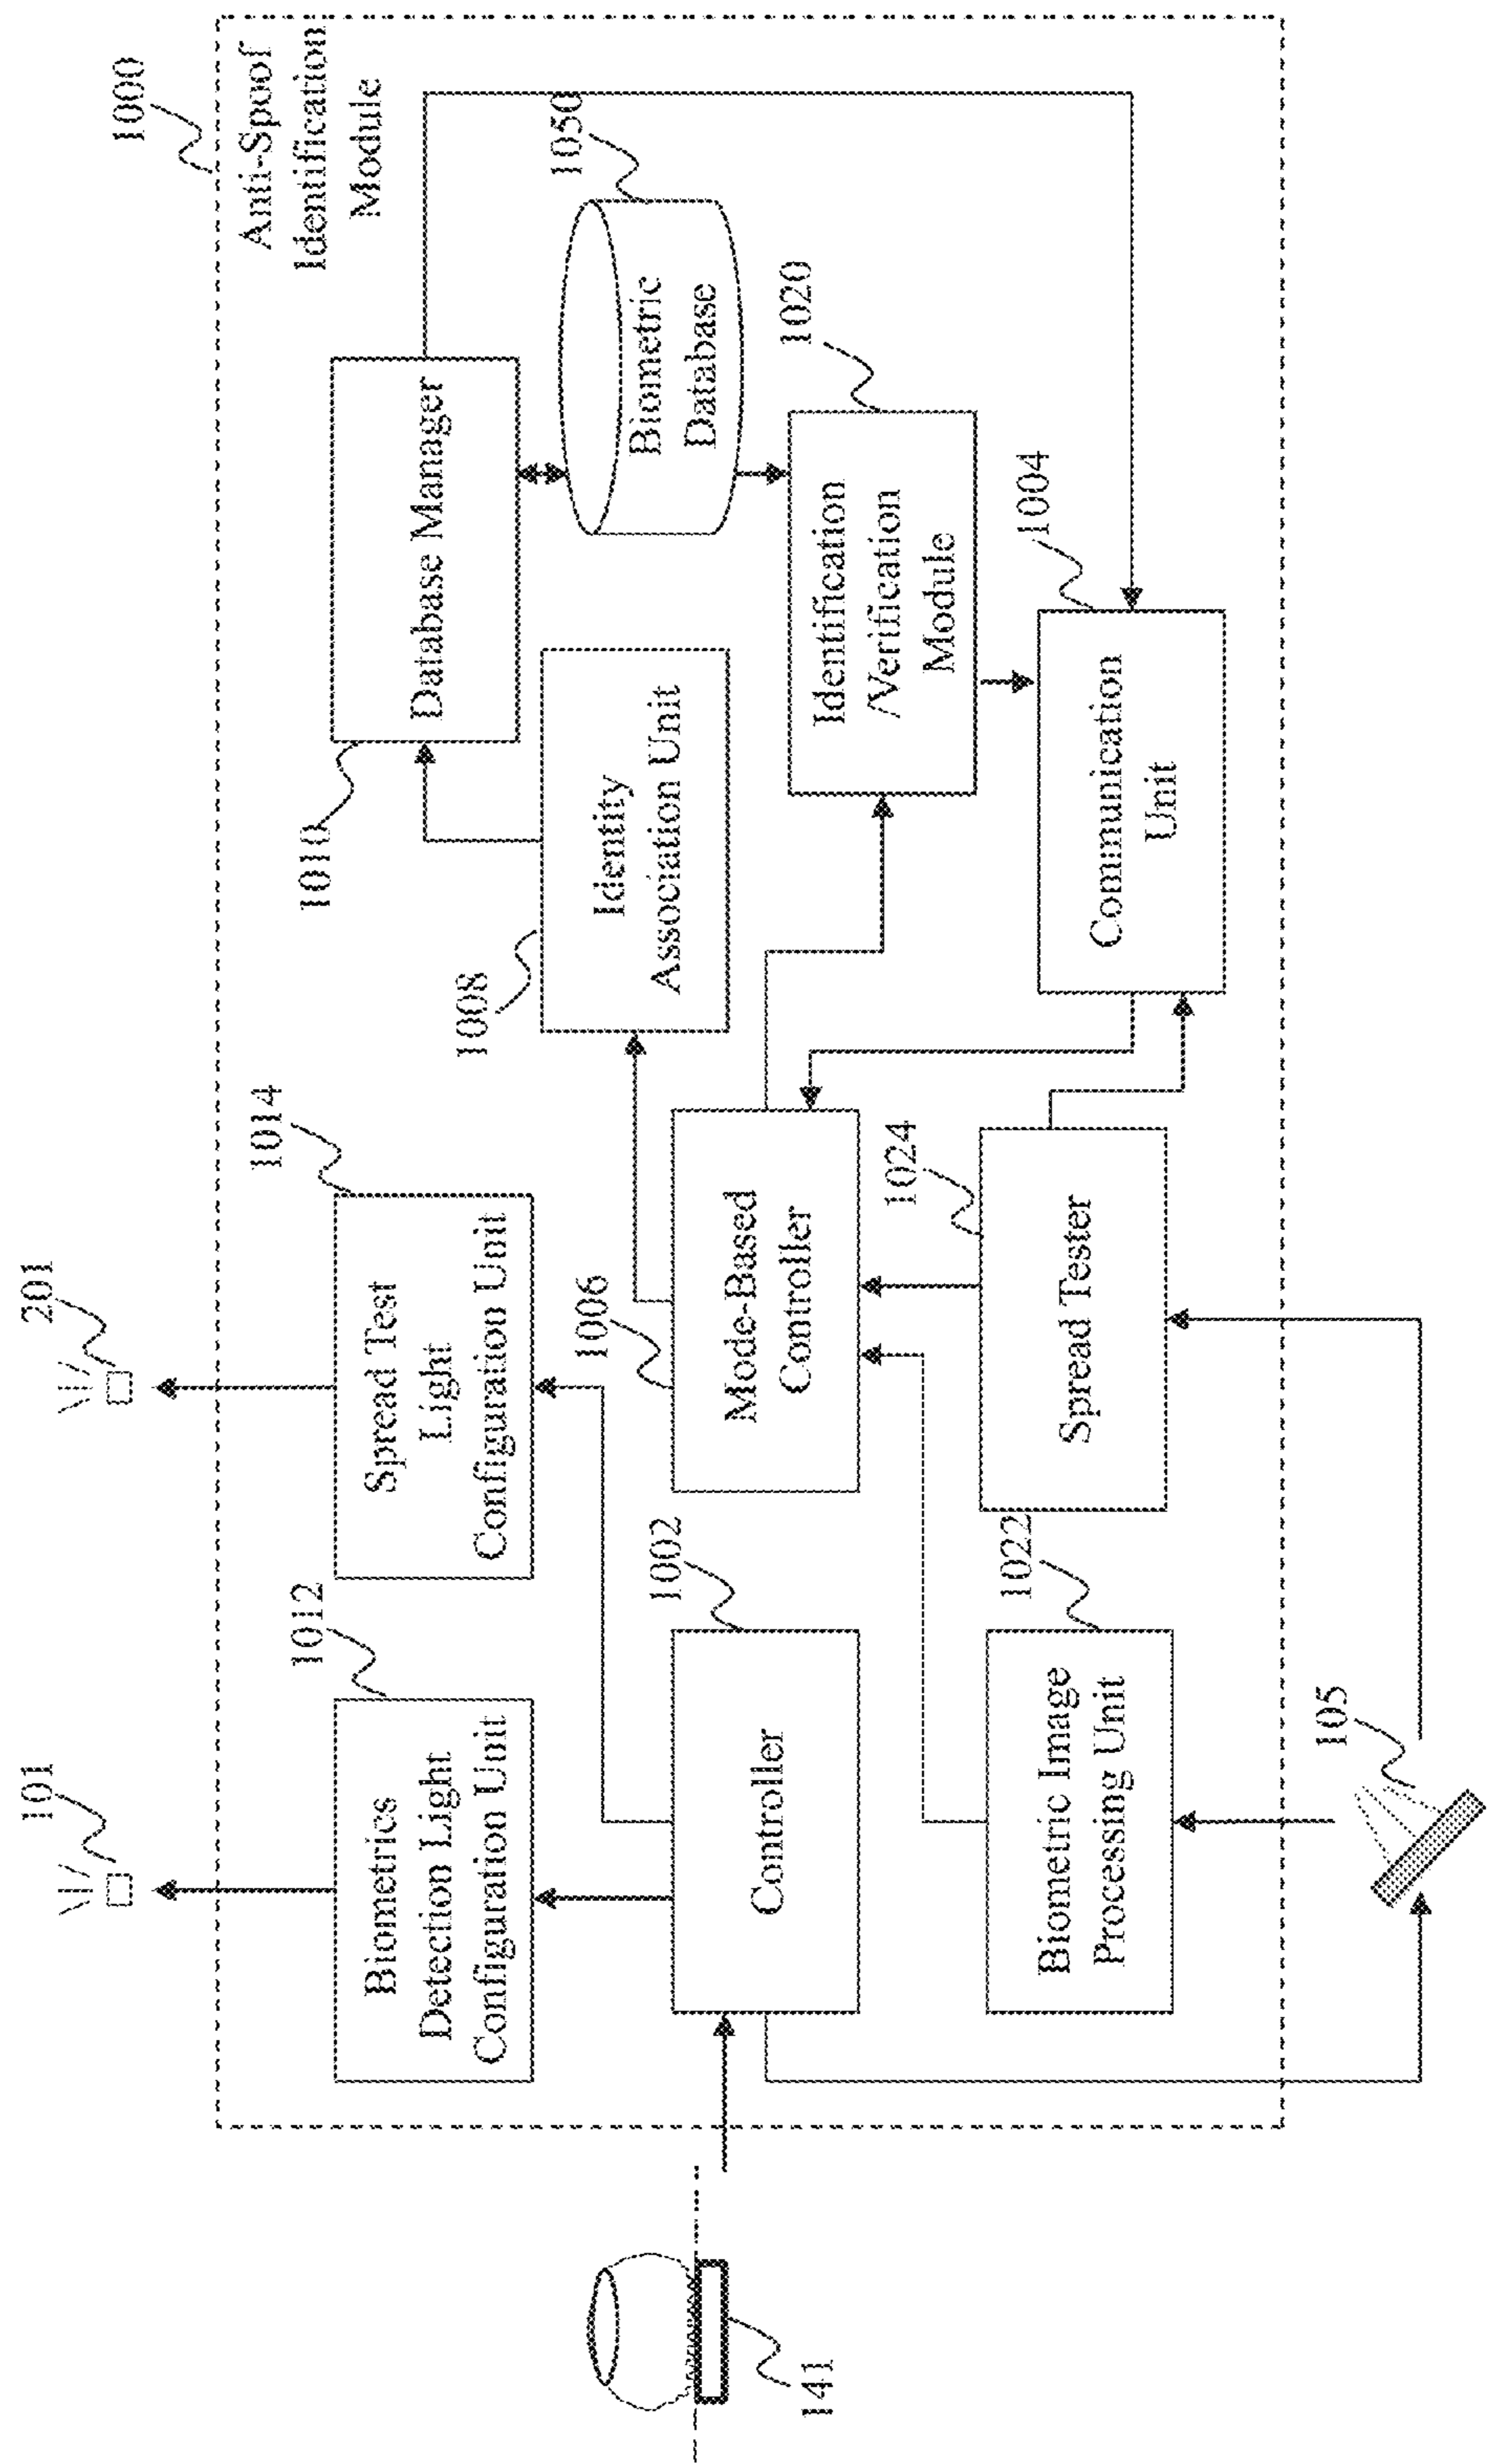 101
201
1000
Anti-Spoof
Identification
Module
1012
Biometrics
Detection Light
Configuration Unit
1014
Spread Test
Light
Configuration Unit
1010
Database Manager
1050
Biometric
Database
1008
Identity
Association Unit
1002
Controller
1006
Mode-Based
Controller
1020
Identification
/Verification
Module
141
1022
Biometric Image
Processing Unit
1024
Spread Tester
1004
Communication
Unit
105